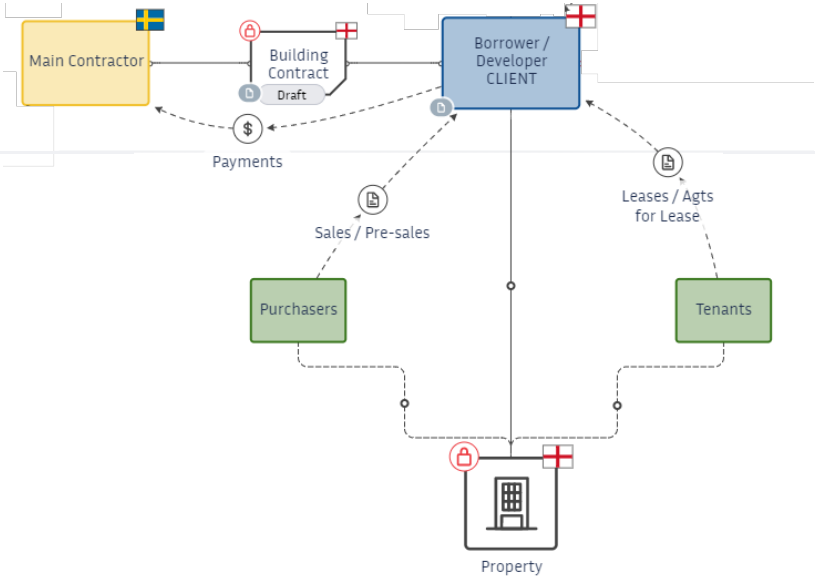 Main Contractor
Building
Contract
Draft
Borrower /
Developer
CLIENT
$
Payments
Sales / Pre-sales
Leases / Agts
for Lease
Purchasers
Tenants
Property